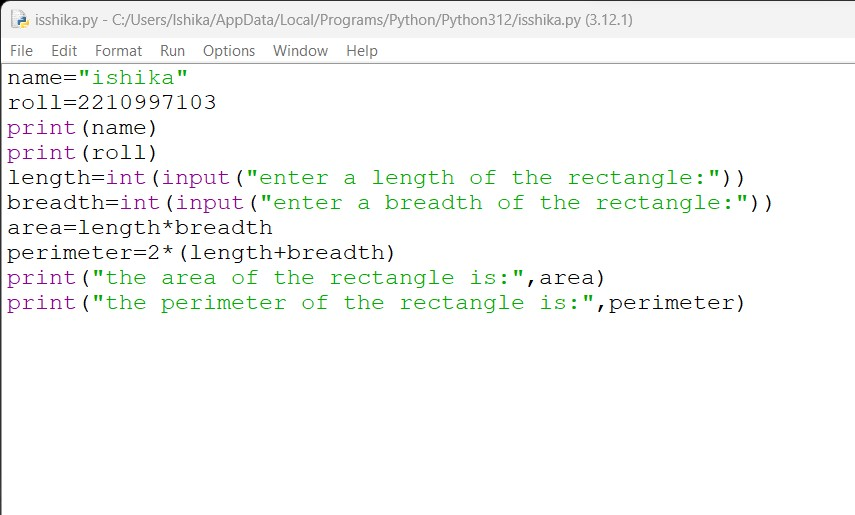 isshika.py - C:/Users/Ishika/AppData/Local/Programs/Python/Python312/isshika.py (3.12.1)
File Edit Format Run Options Window Help
name="ishika"
roll=2210997103
print(name)
print(roll)
length=int(input("enter a length of the rectangle:"))
breadth=int(input("enter a breadth of the rectangle:"))
area=length*breadth
perimeter=2*(length+breadth)
print("the area of the rectangle is:",area)
print("the perimeter of the rectangle is:",perimeter)